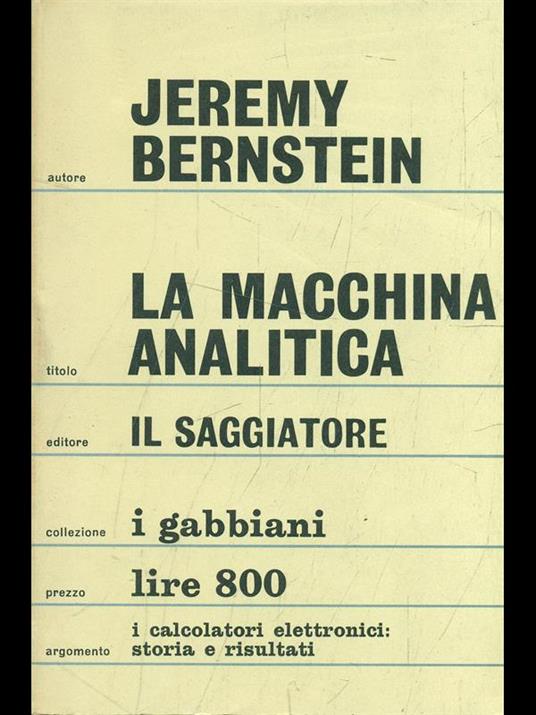 JEREMY
autore BERNSTEIN
LA MACCHINA
titolo ANALITICA
editore IL SAGGIATORE
collezione i gabbiani
prezzo lire 800
i calcolatori elettronici:
argomento storia e risultati